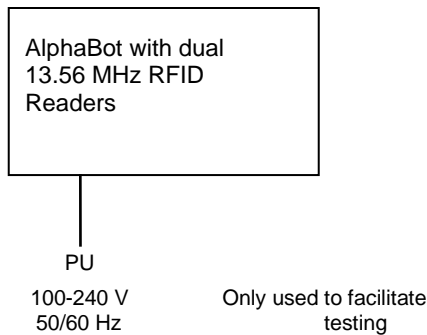 AlphaBot with dual
13.56 MHz RFID
Readers
PU
100-240 V
50/60 Hz
Only used to facilitate
testing